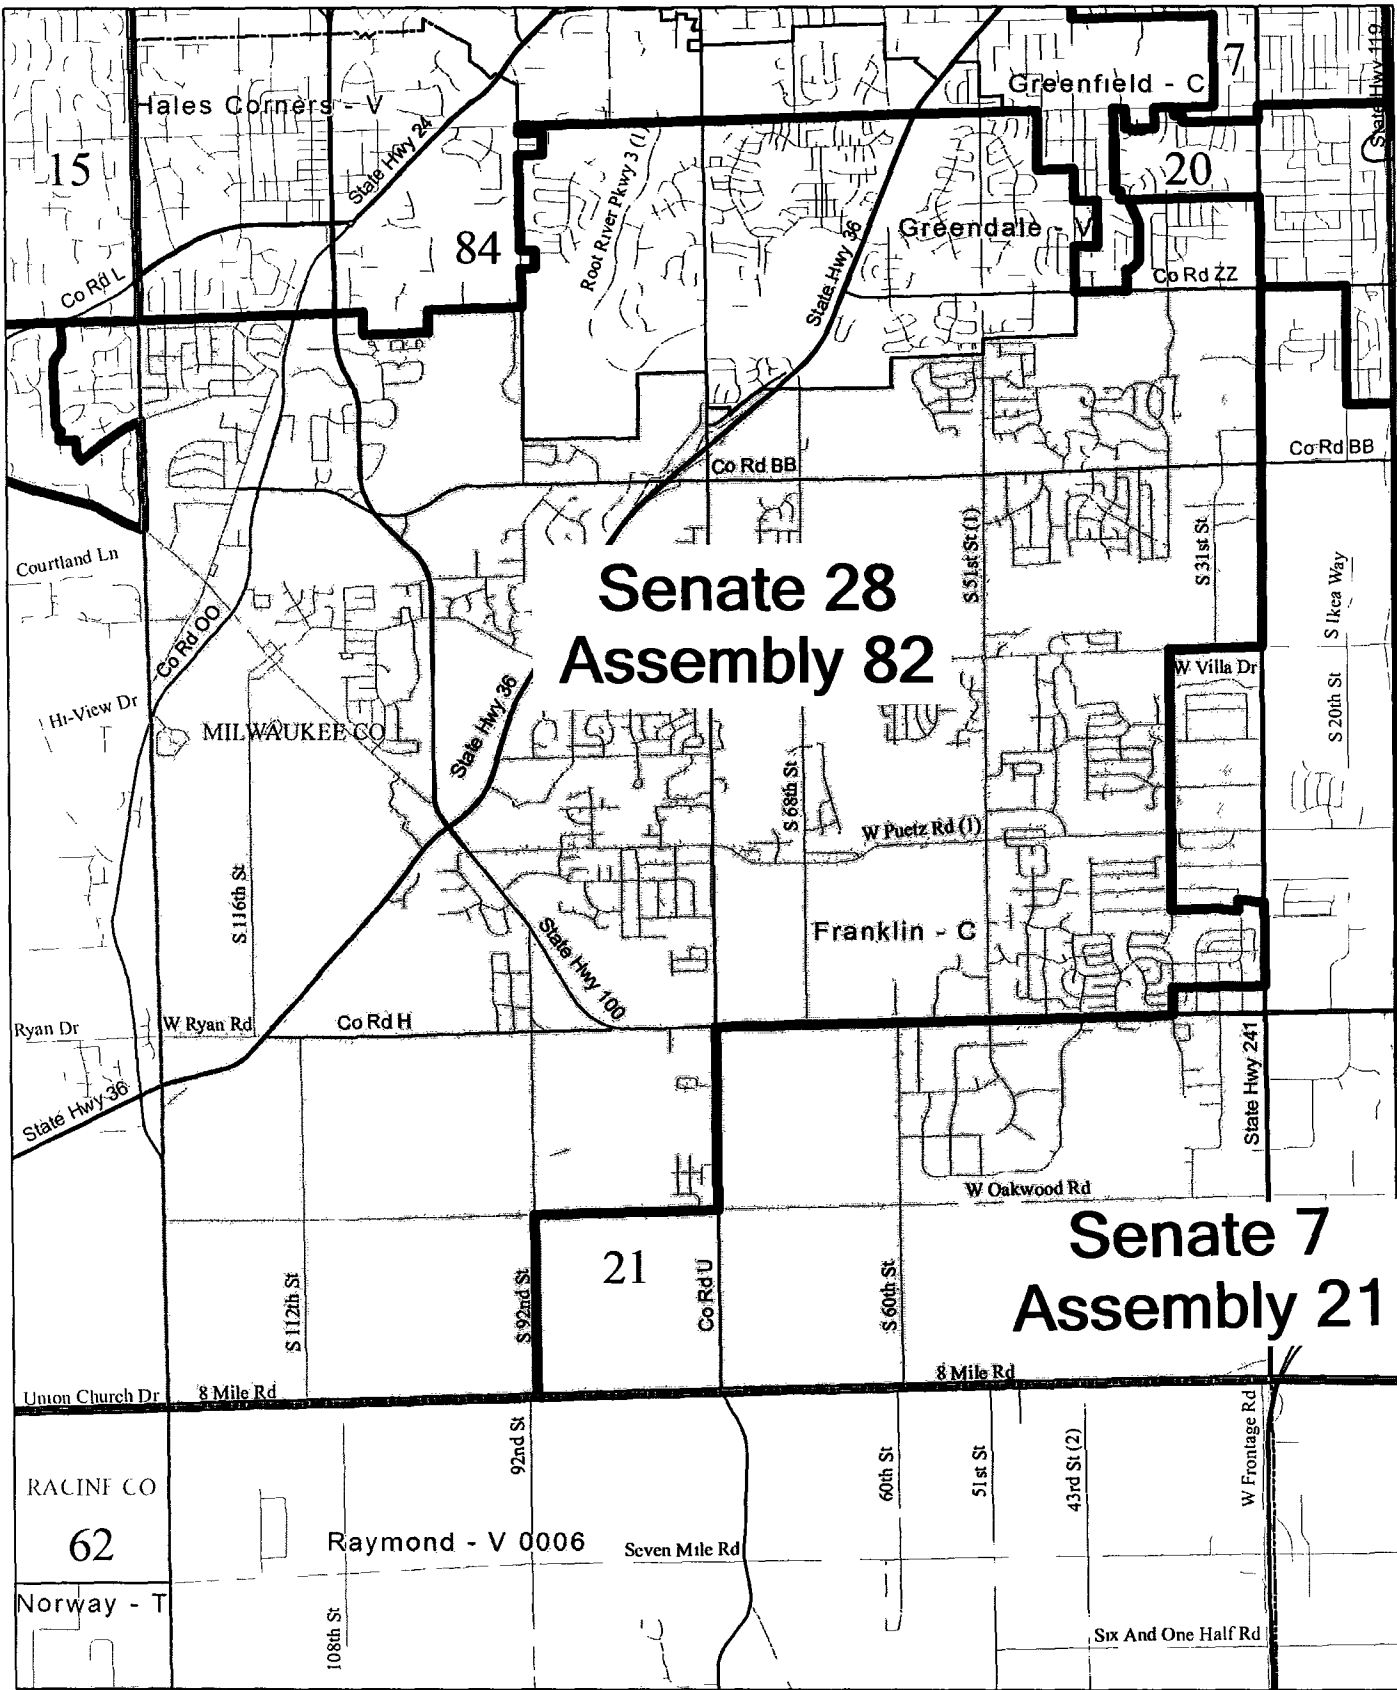 State Hwy 119
7
Greenfield - C
Hales Corners - V
State Hwy 24
15
20
Root River Pkwy 3 (1)
84
Greendale - V
State Hwy 36
Co Rd L
Co Rd ZZ
Co Rd BB
Co Rd BB
Courtland Ln
S 51st St (1)
S 31st St
S Ikea Way
Senate 28
Assembly 82
Co Rd OO
W Villa Dr
Hi-View Dr
MILWAUKEE CO
State Hwy 36
S 20th St
S 68th St
W Puetz Rd (1)
S 116th St
Franklin - C
State Hwy 100
Ryan Dr
W Ryan Rd
Co Rd H
State Hwy 241
State Hwy 36
W Oakwood Rd
Senate 7
Assembly 21
21
S 112th St
S 92nd St
Co Rd U
S 60th St
Union Church Dr
8 Mile Rd
8 Mile Rd
92nd St
60th St
51st St
43rd St (2)
W Frontage Rd
RACINE CO
62
Raymond - V 0006
Seven Mile Rd
Norway - T
108th St
Six And One Half Rd